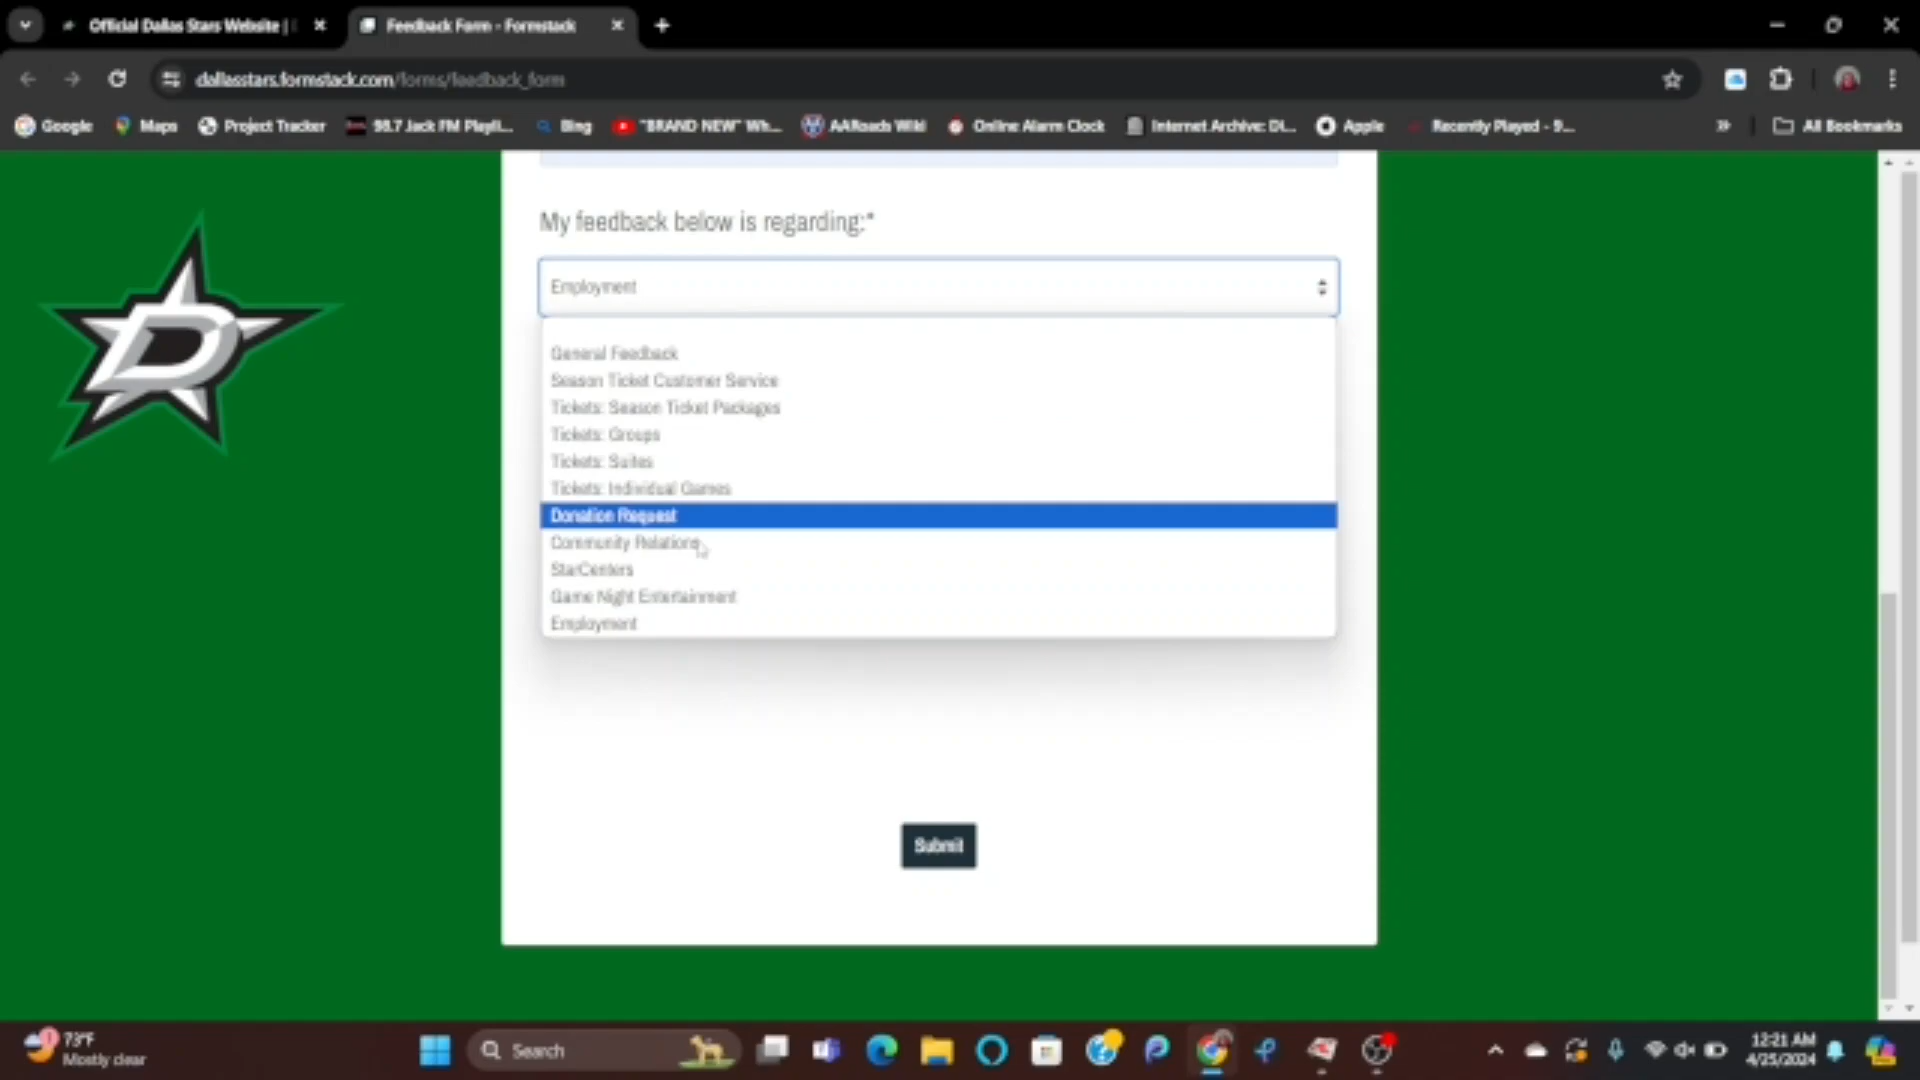 Official Dallas Stars Website |
Feedback Form - Formstack
dallasstars.formstack.com/forms/feedback_form
Google
Maps
Project Tracker
98.7 Jack FM Playli...
Bing
"BRAND NEW" Wh...
AARoads Wiki
Online Alarm Clock
Internet Archive: Di...
Apple
Recently Played - 9...
All Bookmarks
D
My feedback below is regarding:*
Employment
General Feedback
Season Ticket Customer Service
Tickets: Season Ticket Packages
Tickets: Groups
Tickets: Suites
Tickets: Individual Games
Donation Request
Community Relations
StarCenters
Game Night Entertainment
Employment
Submit
73°F
Mostly clear
Search
12:21 AM
4/25/2024